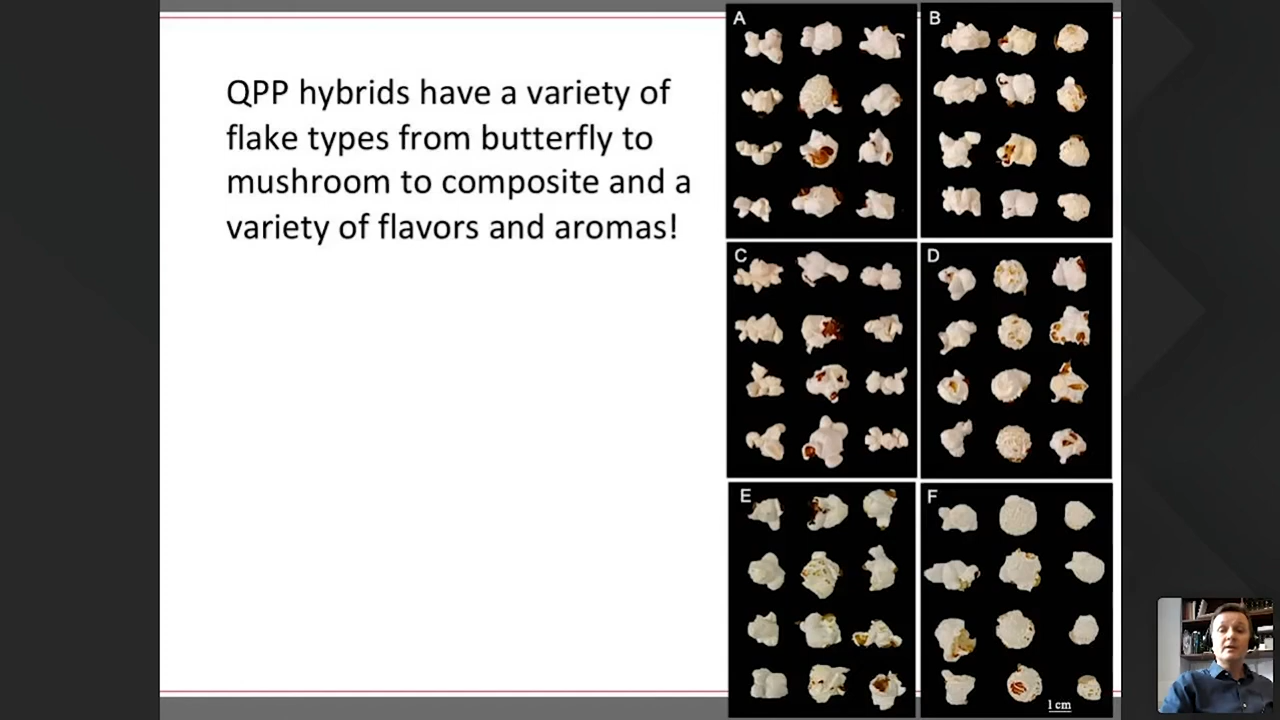 QPP hybrids have a variety of
flake types from butterfly to
mushroom to composite and a
variety of flavors and aromas!
A
B
C
D
E
F
1 cm